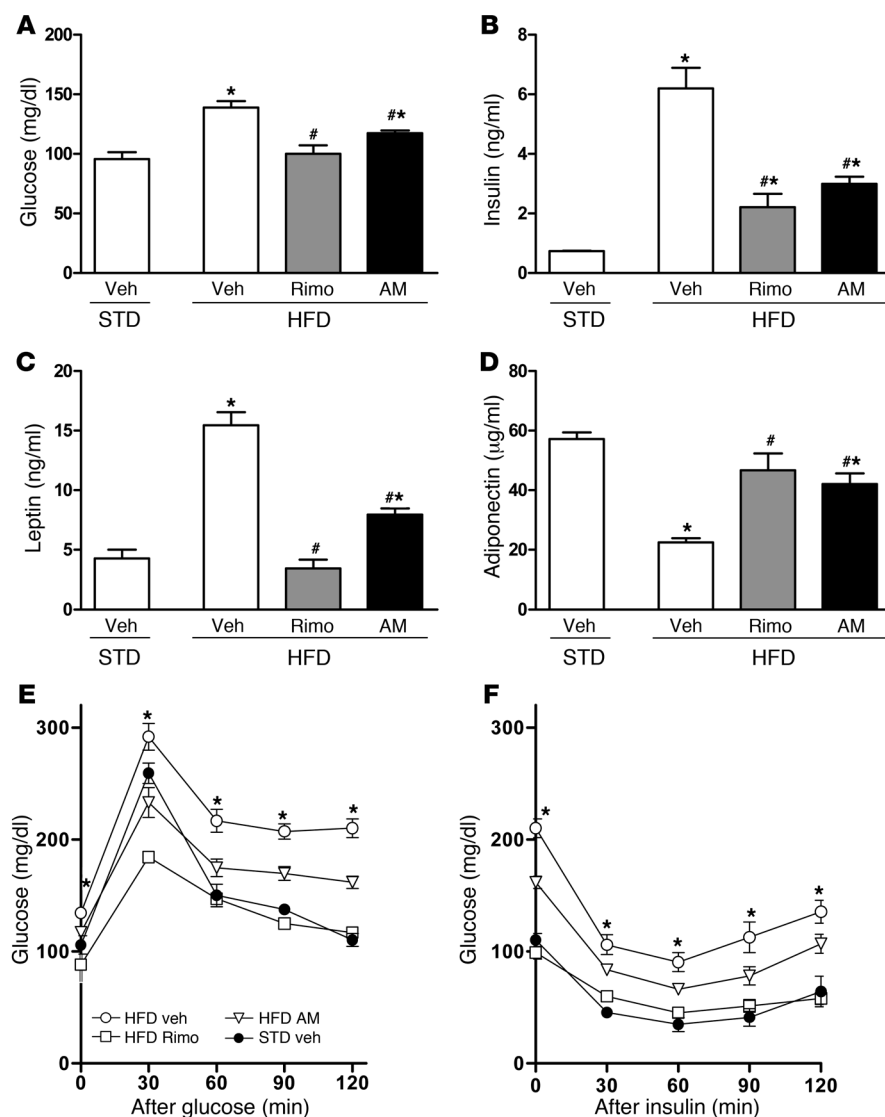 A
Glucose (mg/dl)
200
150
100
50
0
*
#
#*
Veh
Veh
Rimo
AM
STD
HFD
B
Insulin (ng/ml)
8
6
4
2
0
*
#*
#*
Veh
Veh
Rimo
AM
STD
HFD
C
Leptin (ng/ml)
20
15
10
5
0
*
#
#*
Veh
Veh
Rimo
AM
STD
HFD
D
Adiponectin (μg/ml)
80
60
40
20
0
*
#
#*
Veh
Veh
Rimo
AM
STD
HFD
E
Glucose (mg/dl)
300
200
100
0
*
*
*
*
*
HFD veh
HFD AM
HFD Rimo
STD veh
0 30 60 90 120
After glucose (min)
F
Glucose (mg/dl)
300
200
100
0
*
*
*
*
*
0 30 60 90 120
After insulin (min)